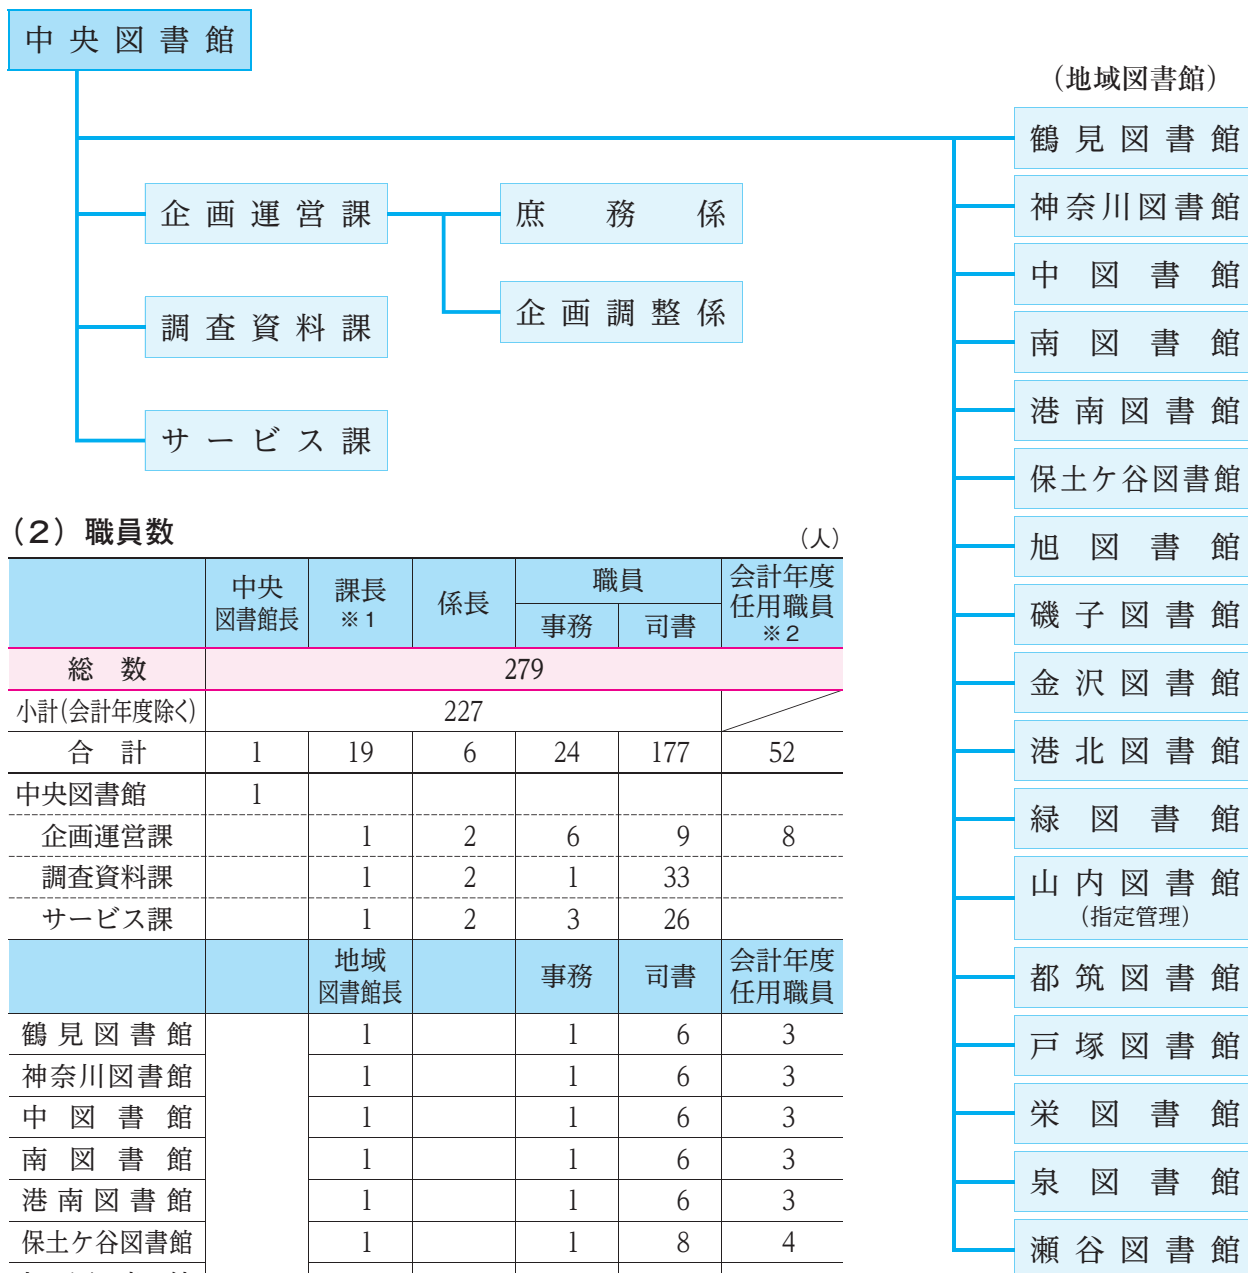 中央図書館
(地域図書館)
鶴見図書館
神奈川図書館
中図書館
南図書館
港南図書館
保土ケ谷図書館
旭図書館
磯子図書館
金沢図書館
港北図書館
緑図書館
山内図書館
(指定管理)
都筑図書館
戸塚図書館
栄図書館
泉図書館
瀬谷図書館
企画運営課
庶務係
企画調整係
調査資料課
サービス課
(2) 職員数
(人)
中央図書館長 課長※1 係長 職員 事務 司書 会計年度任用職員※2
総数 279
小計(会計年度除く) 227
合計 1 19 6 24 177 52
中央図書館 1
企画運営課 1 2 6 9 8
調査資料課 1 2 1 33
サービス課 1 2 3 26
地域図書館長 事務 司書 会計年度任用職員
鶴見図書館 1 1 6 3
神奈川図書館 1 1 6 3
中図書館 1 1 6 3
南図書館 1 1 6 3
港南図書館 1 1 6 3
保土ケ谷図書館 1 1 8 4